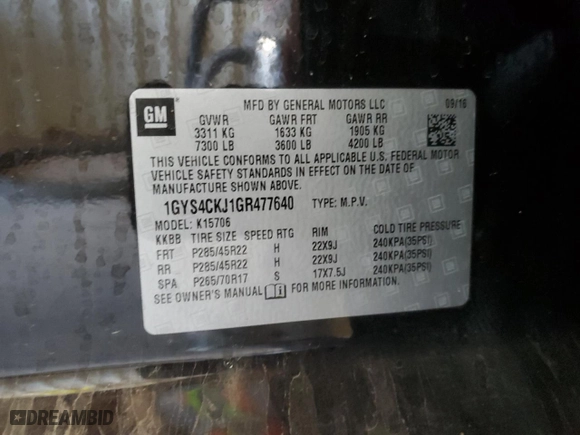 GM
MFD BY GENERAL MOTORS LLC 09/16
GVWR GAWR FRT GAWR RR
3311 KG 1633 KG 1905 KG
7300 LB 3600 LB 4200 LB
THIS VEHICLE CONFORMS TO ALL APPLICABLE U.S. FEDERAL MOTOR
VEHICLE SAFETY STANDARDS IN EFFECT ON THE DATE OF
MANUFACTURE SHOWN ABOVE.
1GYS4CKJ1GR477640 TYPE: M.P.V.
MODEL: K15706
KKBB TIRE SIZE SPEED RTG RIM COLD TIRE PRESSURE
FRT P285/45R22 H 22X9J 240KPA(35PSI)
RR P285/45R22 H 22X9J 240KPA(35PSI)
SPA P265/70R17 S 17X7.5J 240KPA(35PSI)
SEE OWNER'S MANUAL FOR MORE INFORMATION.
DREAMBID